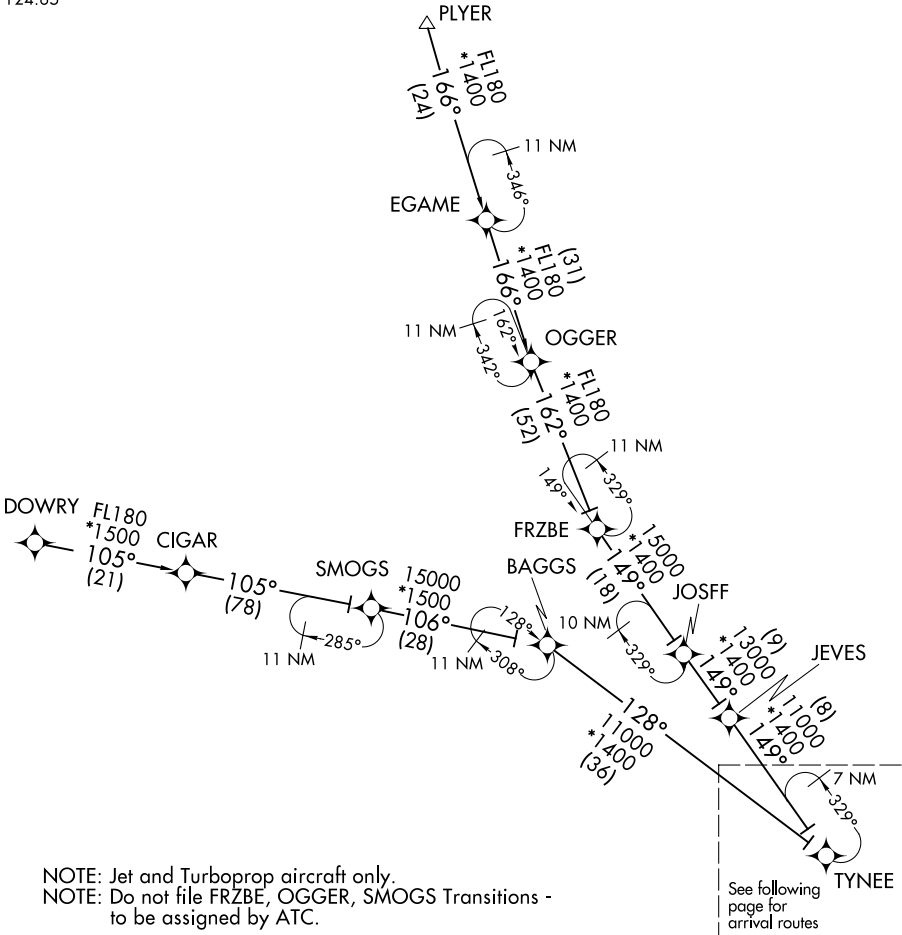 124.85
PLYER
FL180
*1400
166°
(24)
11 NM
346°
EGAME
(31)
FL180
*1400
166°
11 NM
162°
342°
OGGER
FL180
*1400
162°
(52)
11 NM
149°
329°
FRZBE
15000
*1400
149°
(18)
DOWRY
FL180
*1500
105°
(21)
CIGAR
105°
(78)
SMOGS
15000
*1500
106°
(28)
11 NM
285°
BAGGS
128°
11 NM
308°
10 NM
329°
JOSFF
(9)
13000
*1400
149°
JEVES
(8)
11000
*1400
149°
128°
11000
*1400
(36)
7 NM
329°
TYNEE
See following
page for
arrival routes
NOTE: Jet and Turboprop aircraft only.
NOTE: Do not file FRZBE, OGGER, SMOGS Transitions -
to be assigned by ATC.